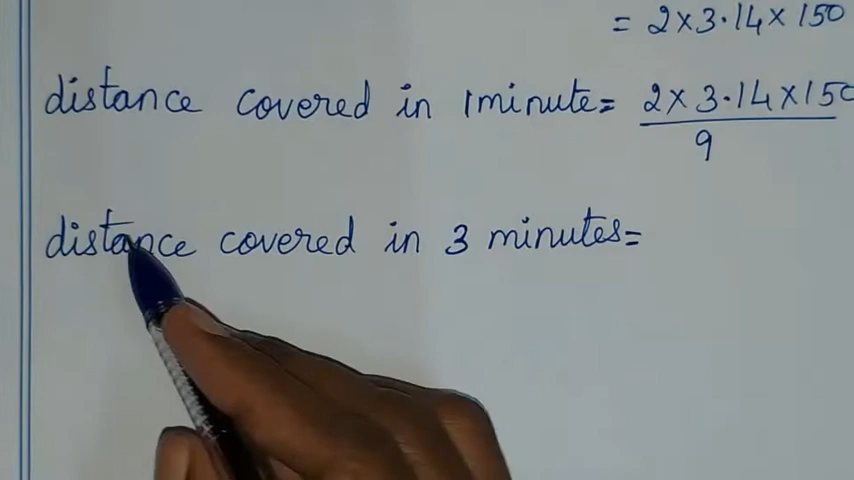 = 2×3·14×150
distance covered in 1minute= 2×3·14×150
9
distance covered in 3 minutes=